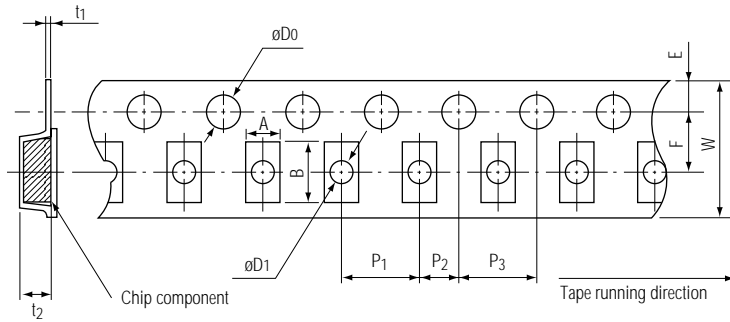 t1
øD0
E
A
F
W
B
øD1
P1
P2
P3
Chip component
Tape running direction
t2